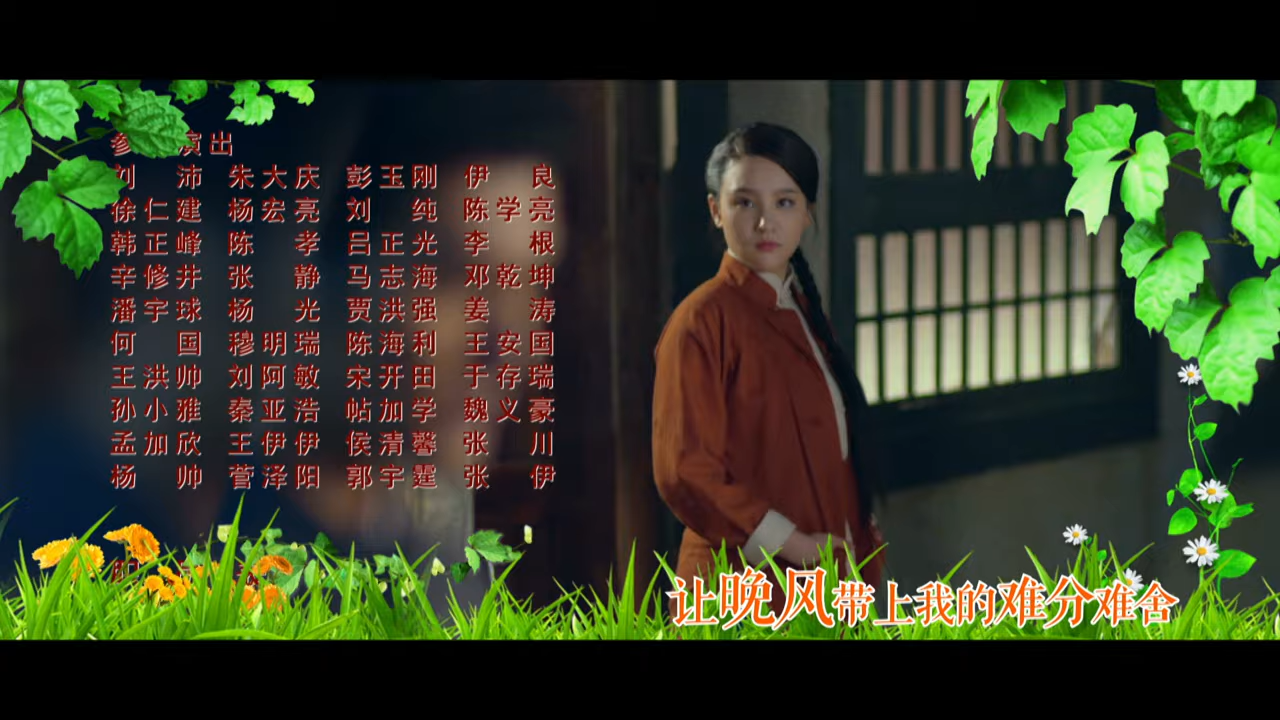 参 演出
刘沛 朱大庆 彭玉刚 伊良
徐仁建 杨宏亮 刘纯 陈学亮
韩正峰 陈孝 吕正光 李根
辛修井 张静 马志海 邓乾坤
潘宇球 杨光 贾洪强 姜涛
何国 穆明瑞 陈海利 王安国
王洪帅 刘阿敏 宋开田 于存瑞
孙小雅 秦亚浩 帖加学 魏义豪
孟加欣 王伊伊 侯清馨 张川
杨帅 菅泽阳 郭宇霆 张伊
让晚风带上我的难分难舍